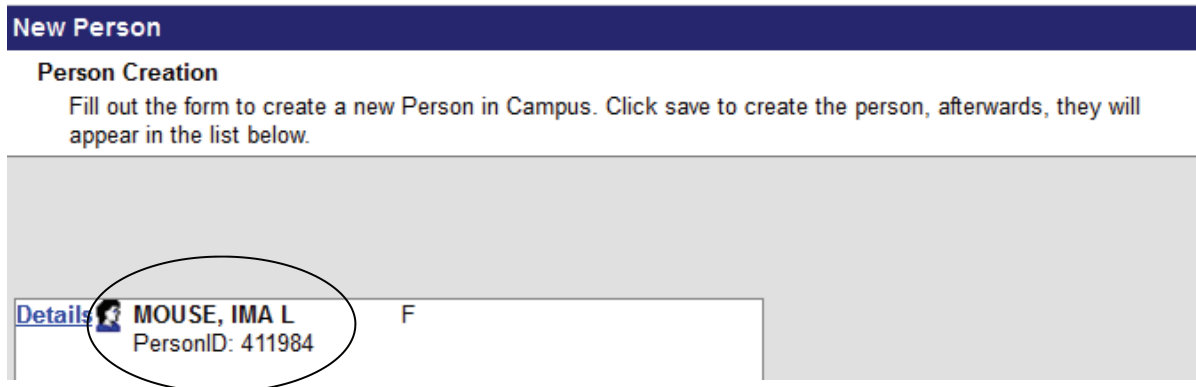 New Person
Person Creation
Fill out the form to create a new Person in Campus. Click save to create the person, afterwards, they will
appear in the list below.
Details MOUSE, IMA L F
PersonID: 411984